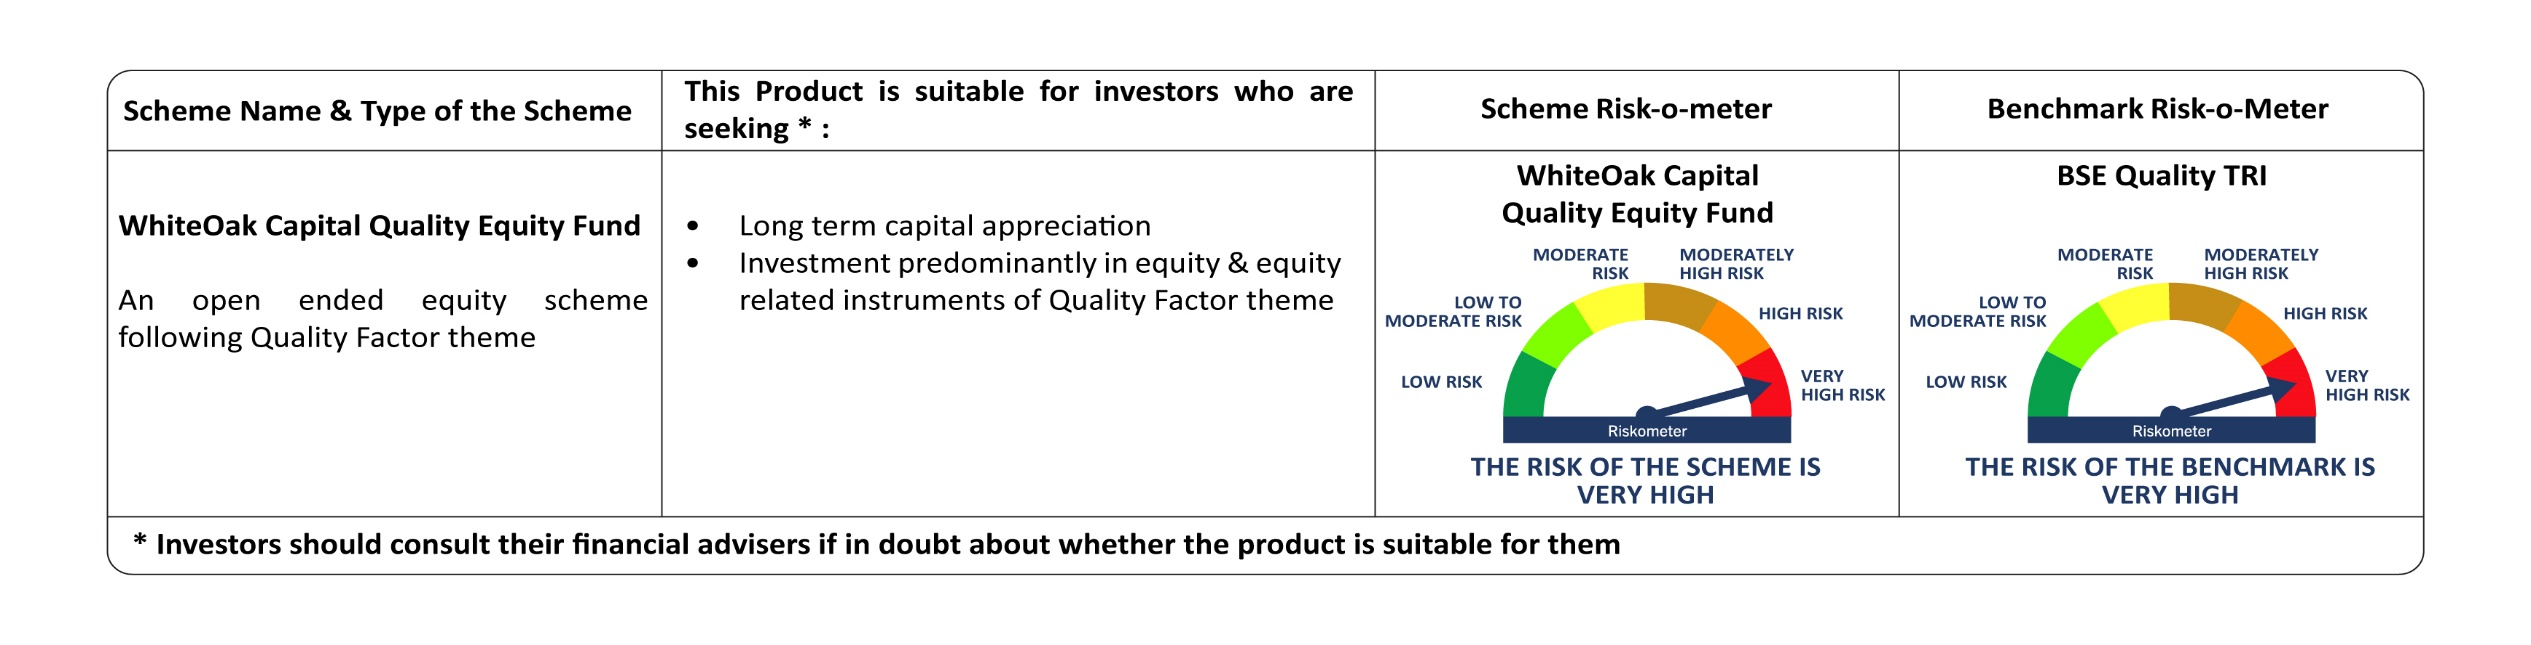 Scheme Name & Type of the Scheme
This Product is suitable for investors who are
seeking * :
Scheme Risk-o-meter
Benchmark Risk-o-Meter
WhiteOak Capital Quality Equity Fund
An open ended equity scheme
following Quality Factor theme
• Long term capital appreciation
• Investment predominantly in equity & equity
related instruments of Quality Factor theme
WhiteOak Capital
Quality Equity Fund
MODERATE
RISK
MODERATELY
HIGH RISK
LOW TO
MODERATE RISK
HIGH RISK
LOW RISK
VERY
HIGH RISK
Riskometer
THE RISK OF THE SCHEME IS
VERY HIGH
BSE Quality TRI
MODERATE
RISK
MODERATELY
HIGH RISK
LOW TO
MODERATE RISK
HIGH RISK
LOW RISK
VERY
HIGH RISK
Riskometer
THE RISK OF THE BENCHMARK IS
VERY HIGH
* Investors should consult their financial advisers if in doubt about whether the product is suitable for them